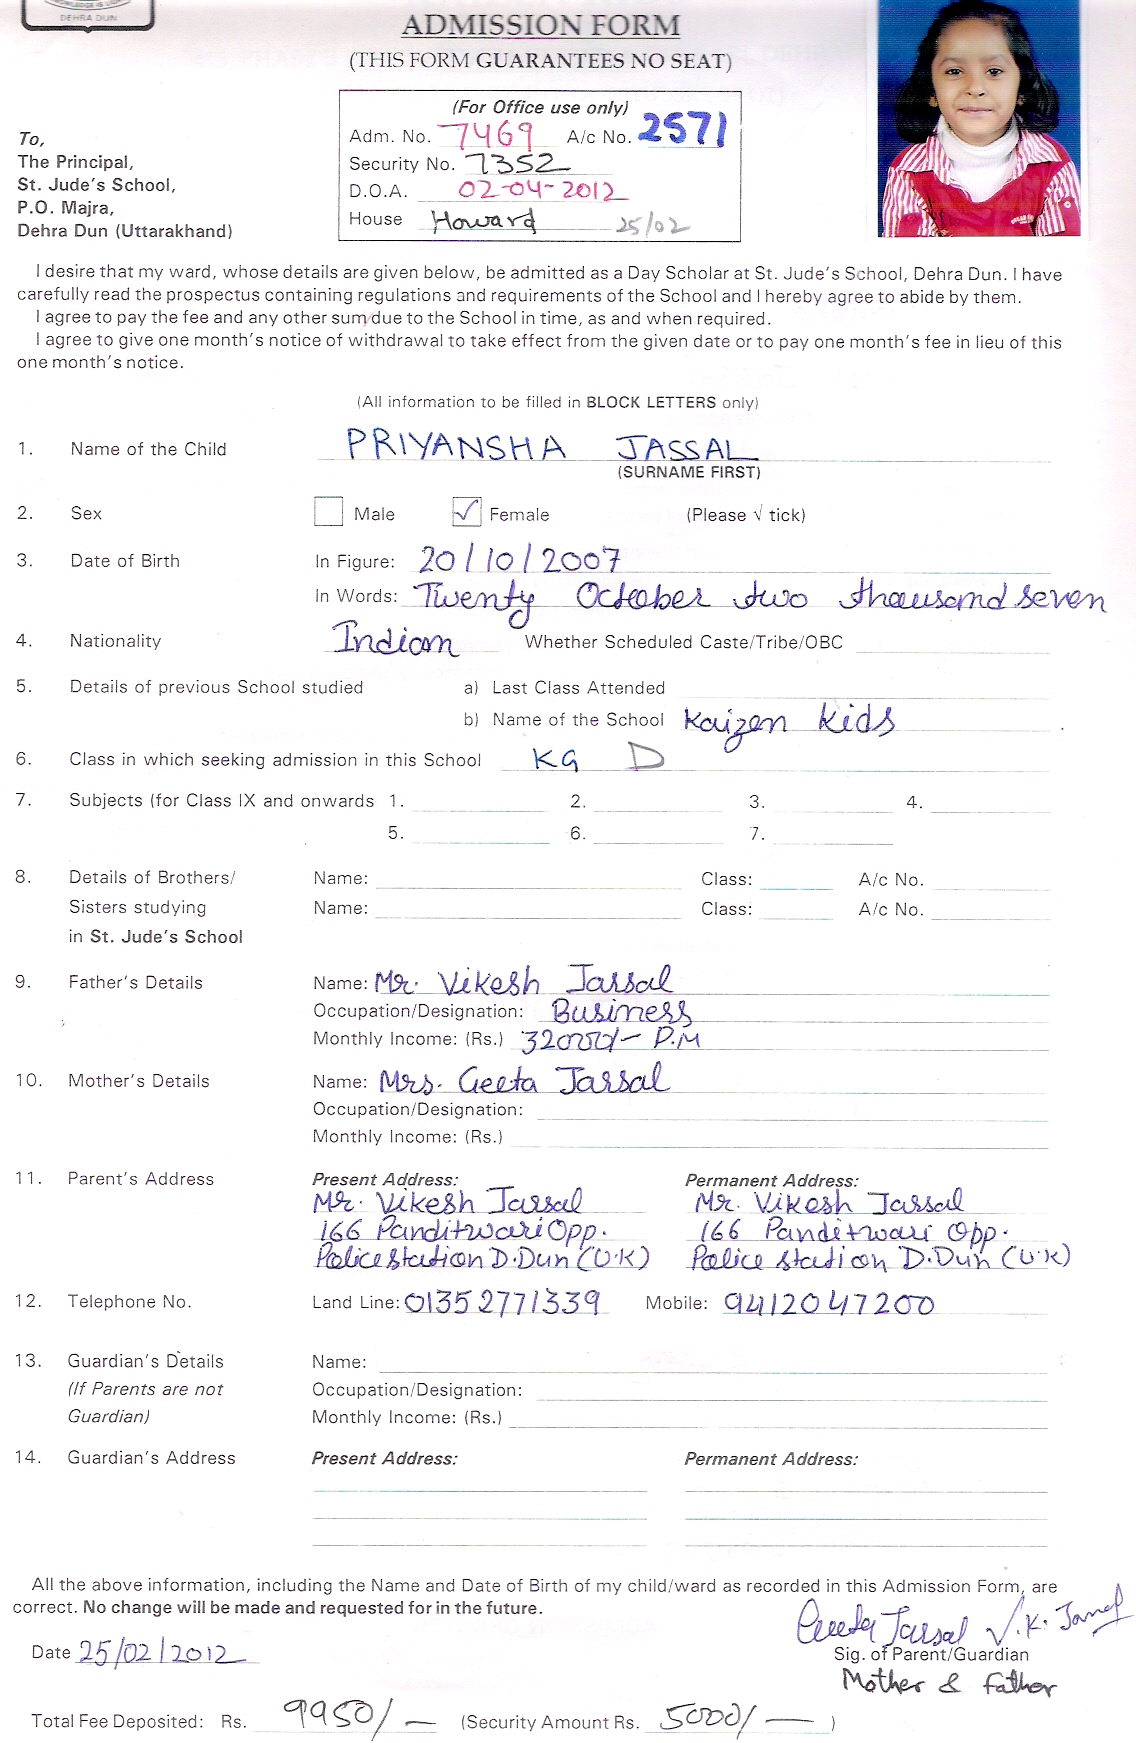 DEHRA DUN
ADMISSION FORM
(THIS FORM GUARANTEES NO SEAT)
(For Office use only)
Adm. No. 7469 A/c No. 2571
Security No. 7352
D.O.A. 02-04-2012
House Howard 25/02
To,
The Principal,
St. Jude's School,
P.O. Majra,
Dehra Dun (Uttarakhand)
I desire that my ward, whose details are given below, be admitted as a Day Scholar at St. Jude's School, Dehra Dun. I have
carefully read the prospectus containing regulations and requirements of the School and I hereby agree to abide by them.
I agree to pay the fee and any other sum due to the School in time, as and when required.
I agree to give one month's notice of withdrawal to take effect from the given date or to pay one month's fee in lieu of this
one month's notice.
(All information to be filled in BLOCK LETTERS only)
1. Name of the Child PRIYANSHA JASSAL
(SURNAME FIRST)
2. Sex Male ✓ Female (Please √ tick)
3. Date of Birth In Figure: 20/10/2007
In Words: Twenty October two thousand seven
4. Nationality Indian Whether Scheduled Caste/Tribe/OBC
5. Details of previous School studied a) Last Class Attended
b) Name of the School Kaizen Kids
6. Class in which seeking admission in this School KG D
7. Subjects (for Class IX and onwards 1. 2. 3. 4.
5. 6. 7.
8. Details of Brothers/ Name: Class: A/c No.
Sisters studying Name: Class: A/c No.
in St. Jude's School
9. Father's Details Name: Mr. Vikesh Jassal
Occupation/Designation: Business
Monthly Income: (Rs.) 32000/- P.M
10. Mother's Details Name: Mrs. Geeta Jassal
Occupation/Designation:
Monthly Income: (Rs.)
11. Parent's Address Present Address: Permanent Address:
Mr. Vikesh Jassal Mr. Vikesh Jassal
166 Panditwari Opp. 166 Panditwari Opp.
Police Station D.Dun (U.K) Police Station D.Dun (U.K)
12. Telephone No. Land Line: 01352771339 Mobile: 9412047200
13. Guardian's Details Name:
(If Parents are not Occupation/Designation:
Guardian) Monthly Income: (Rs.)
14. Guardian's Address Present Address: Permanent Address:
All the above information, including the Name and Date of Birth of my child/ward as recorded in this Admission Form, are
correct. No change will be made and requested for in the future.
Geeta Jassal V.K. Jassal
Date 25/02/2012 Sig. of Parent/Guardian
Mother & Father
Total Fee Deposited: Rs. 9950/- (Security Amount Rs. 5000/- )